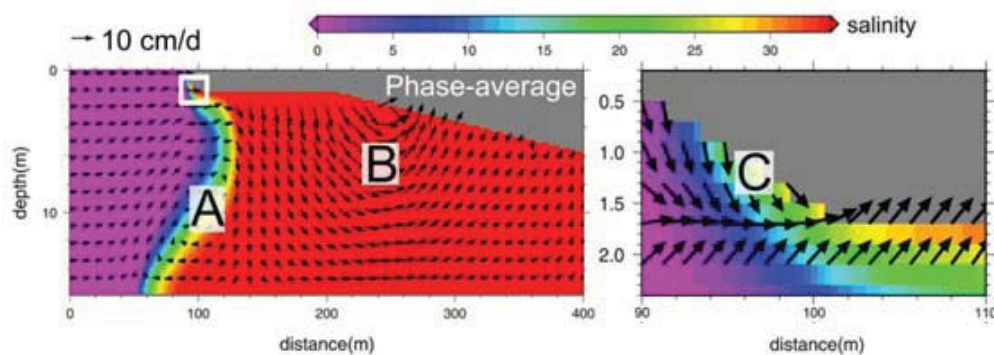 10 cm/d
salinity
0 5 10 15 20 25 30
Phase-average
0
10
depth(m)
A
B
0 100 200 300 400
distance(m)
C
0.5
1.0
1.5
2.0
90 100 110
distance(m)